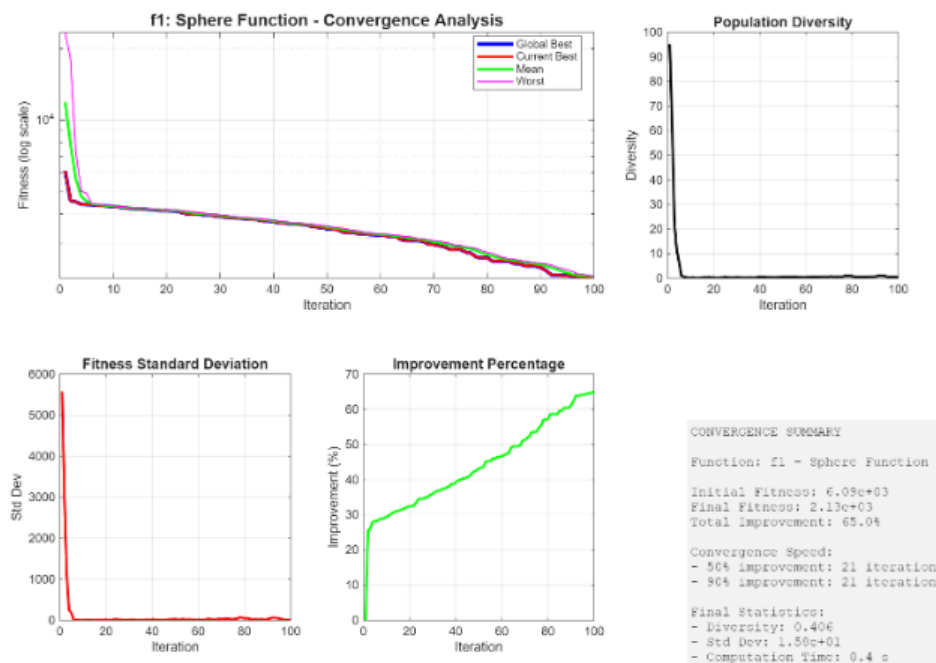 f1: Sphere Function - Convergence Analysis
Global Best
Current Best
Mean
Worst
Fitness (log scale)
10^4
0 10 20 30 40 50 60 70 80 90 100
Iteration
Population Diversity
Diversity
100
90
80
70
60
50
40
30
20
10
0
0 20 40 60 80 100
Iteration
Fitness Standard Deviation
Std Dev
6000
5000
4000
3000
2000
1000
0
0 20 40 60 80 100
Iteration
Improvement Percentage
Improvement (%)
70
60
50
40
30
20
10
0
0 20 40 60 80 100
Iteration
CONVERGENCE SUMMARY
Function: f1 - Sphere Function
Initial Fitness: 6.09e+03
Final Fitness: 2.13e+03
Total Improvement: 65.0%
Convergence Speed:
- 50% improvement: 21 iteration
- 90% improvement: 21 iteration
Final Statistics:
- Diversity: 0.406
- Std Dev:
- Computation Time: 0.4 s